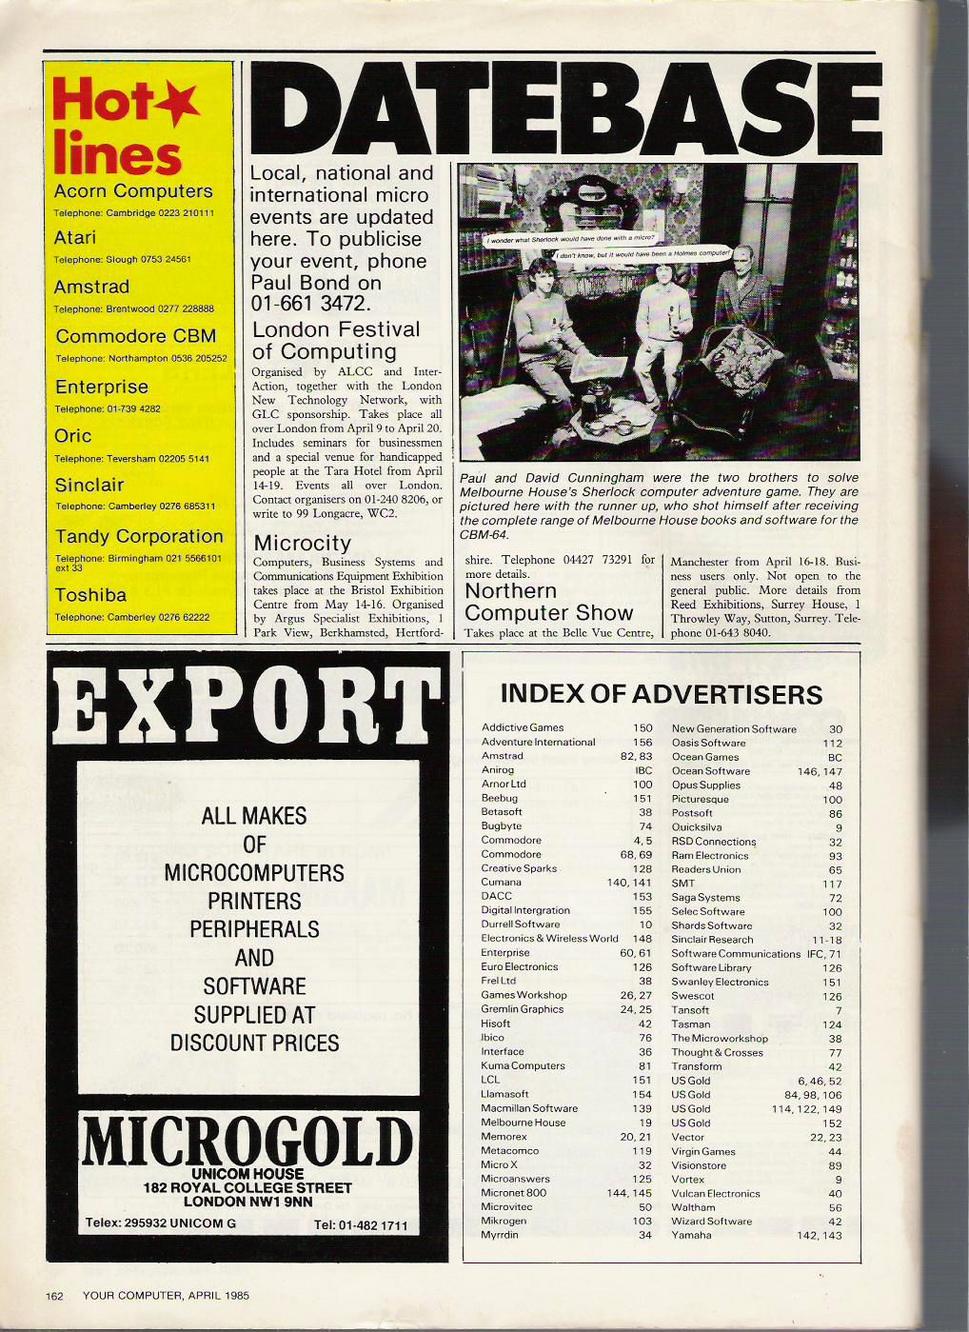 Hot★
lines
Acorn Computers
Telephone: Cambridge 0223 210111
Atari
Telephone: Slough 0753 24561
Amstrad
Telephone: Brentwood 0277 228888
Commodore CBM
Telephone: Northampton 0536 205252
Enterprise
Telephone: 01-739 4282
Oric
Telephone: Teversham 02205 5141
Sinclair
Telephone: Camberley 0276 685311
Tandy Corporation
Telephone: Birmingham 021 5566101
ext 33
Toshiba
Telephone: Camberley 0276 62222
DATEBASE
Local, national and
international micro
events are updated
here. To publicise
your event, phone
Paul Bond on
01-661 3472.
London Festival
of Computing
Organised by ALCC and Inter-
Action, together with the London
New Technology Network, with
GLC sponsorship. Takes place all
over London from April 9 to April 20.
Includes seminars for businessmen
and a special venue for handicapped
people at the Tara Hotel from April
14-19. Events all over London.
Contact organisers on 01-240 8206, or
write to 99 Longacre, WC2.
Microcity
Computers, Business Systems and
Communications Equipment Exhibition
takes place at the Bristol Exhibition
Centre from May 14-16. Organised
by Argus Specialist Exhibitions, 1
Park View, Berkhamsted, Hertford-
I wonder what Sherlock would have done with a micro?
I don't know, but it would have been a Holmes computer!
Paul and David Cunningham were the two brothers to solve
Melbourne House's Sherlock computer adventure game. They are
pictured here with the runner up, who shot himself after receiving
the complete range of Melbourne House books and software for the
CBM-64.
shire. Telephone 04427 73291 for
more details.
Northern
Computer Show
Takes place at the Belle Vue Centre,
Manchester from April 16-18. Busi-
ness users only. Not open to the
general public. More details from
Reed Exhibitions, Surrey House, 1
Throwley Way, Sutton, Surrey. Tele-
phone 01-643 8040.
EXPORT
ALL MAKES
OF
MICROCOMPUTERS
PRINTERS
PERIPHERALS
AND
SOFTWARE
SUPPLIED AT
DISCOUNT PRICES
MICROGOLD
UNICOM HOUSE
182 ROYAL COLLEGE STREET
LONDON NW1 9NN
Telex: 295932 UNICOM G Tel: 01-482 1711
INDEX OF ADVERTISERS
Addictive Games 150
Adventure International 156
Amstrad 82, 83
Anirog IBC
Arnor Ltd 100
Beebug 151
Betasoft 38
Bugbyte 74
Commodore 4, 5
Commodore 68, 69
Creative Sparks 128
Cumana 140, 141
DACC 153
Digital Intergration 155
Durrell Software 10
Electronics & Wireless World 148
Enterprise 60, 61
Euro Electronics 126
Frel Ltd 38
Games Workshop 26, 27
Gremlin Graphics 24, 25
Hisoft 42
Ibico 76
Interface 36
Kuma Computers 81
LCL 151
Llamasoft 154
Macmillan Software 139
Melbourne House 19
Memorex 20, 21
Metacomco 119
Micro X 32
Microanswers 125
Micronet 800 144, 145
Microvitec 50
Mikrogen 103
Myrrdin 34
New Generation Software 30
Oasis Software 112
Ocean Games BC
Ocean Software 146, 147
Opus Supplies 48
Picturesque 100
Postsoft 86
Quicksilva 9
RSD Connections 32
Ram Electronics 93
Readers Union 65
SMT 117
Saga Systems 72
Selec Software 100
Shards Software 32
Sinclair Research 11-18
Software Communications IFC, 71
Software Library 126
Swanley Electronics 151
Swescot 126
Tansoft 7
Tasman 124
The Microworkshop 38
Thought & Crosses 77
Transform 42
US Gold 6, 46, 52
US Gold 84, 98, 106
US Gold 114, 122, 149
US Gold 152
Vector 22, 23
Virgin Games 44
Visionstore 89
Vortex 9
Vulcan Electronics 40
Waltham 56
Wizard Software 42
Yamaha 142, 143
162 YOUR COMPUTER, APRIL 1985